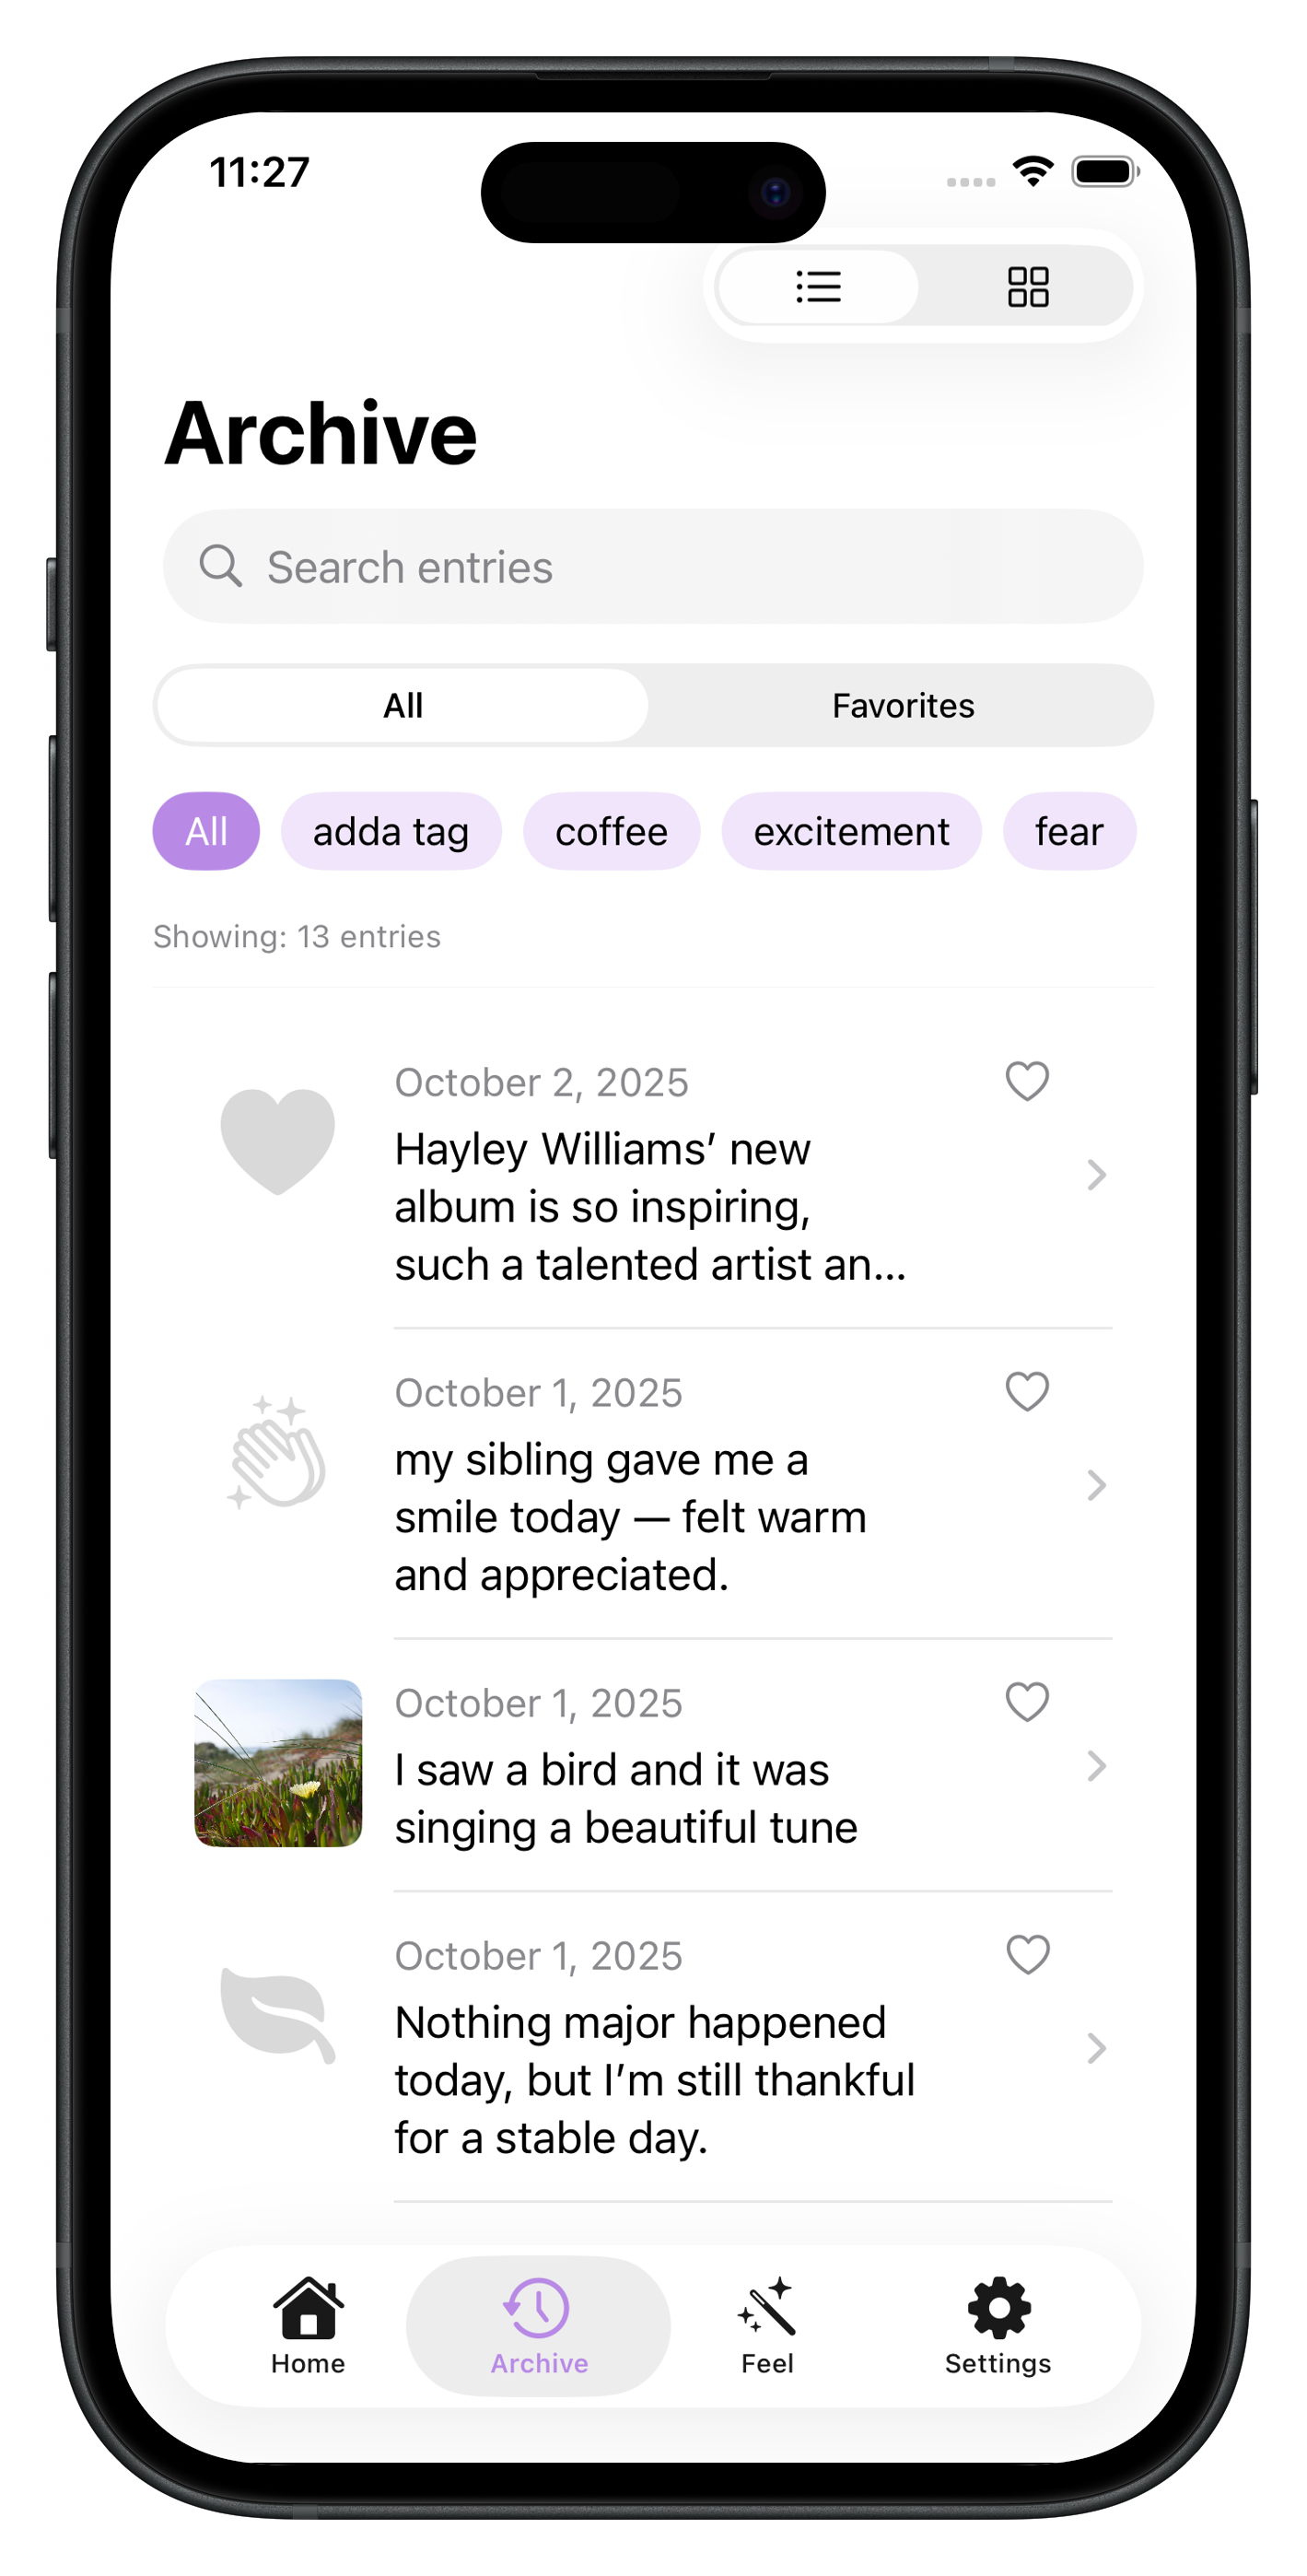 11:27
Archive
Search entries
All Favorites
All adda tag coffee excitement fear
Showing: 13 entries
October 2, 2025
Hayley Williams’ new
album is so inspiring,
such a talented artist an...
October 1, 2025
my sibling gave me a
smile today — felt warm
and appreciated.
October 1, 2025
I saw a bird and it was
singing a beautiful tune
October 1, 2025
Nothing major happened
today, but I’m still thankful
for a stable day.
Home Archive Feel Settings